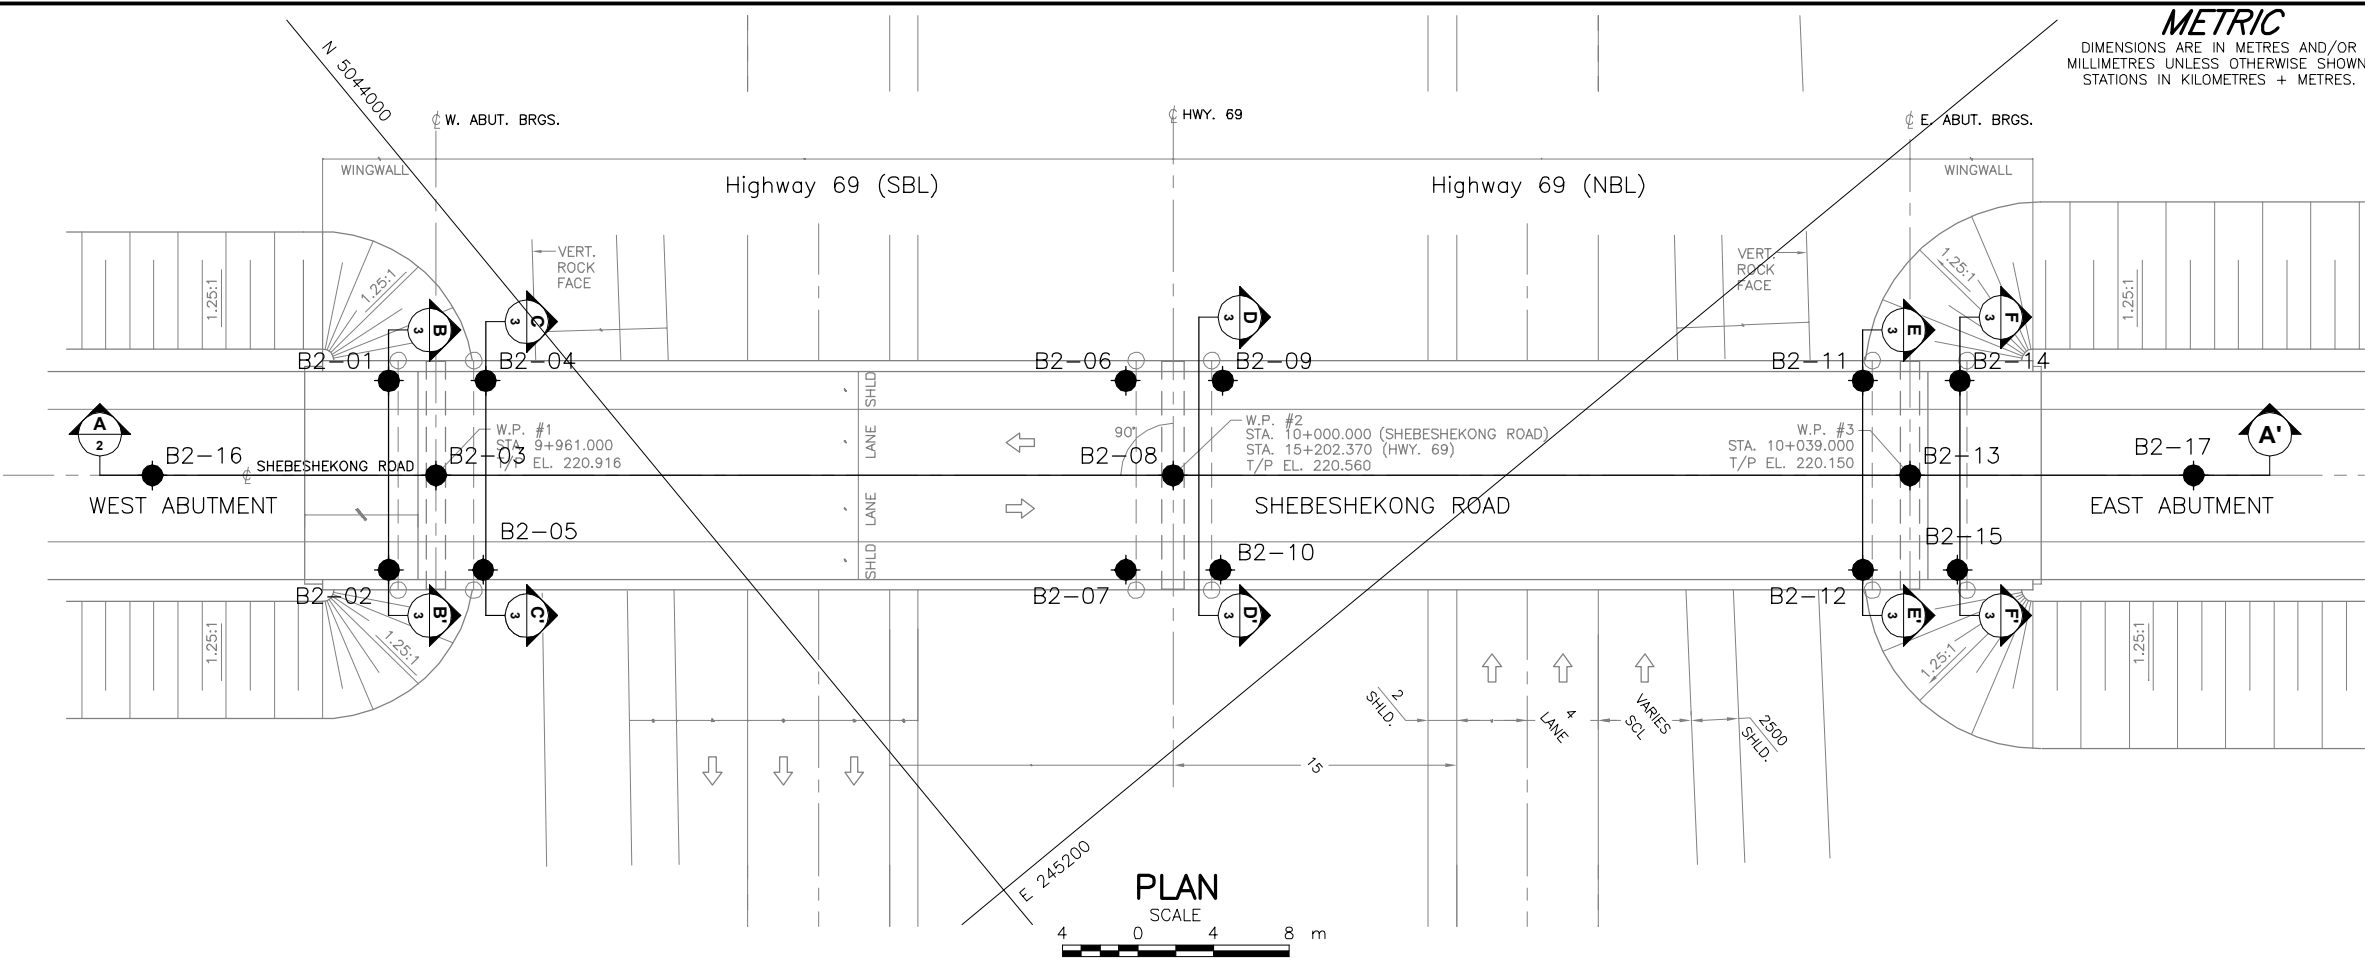 METRIC
DIMENSIONS ARE IN METRES AND/OR
MILLIMETRES UNLESS OTHERWISE SHOWN
STATIONS IN KILOMETRES + METRES.
N 5044000
℄ W. ABUT. BRGS.
℄ HWY. 69
℄ E. ABUT. BRGS.
WINGWALL
Highway 69 (SBL)
Highway 69 (NBL)
WINGWALL
VERT.
ROCK
FACE
VERT.
ROCK
FACE
1.25:1
1.25:1
1.25:1
1.25:1
B
3
C
3
D
3
E
3
F
3
B2-01
B2-04
B2-06
B2-09
B2-11
B2-14
SHLD
LANE
LANE
SHLD
A
2
B2-16
℄ SHEBESHEKONG ROAD
B2-03
W.P. #1
STA. 9+961.000
T/P EL. 220.916
B2-08
90°
W.P. #2
STA. 10+000.000 (SHEBESHEKONG ROAD)
STA. 15+202.370 (HWY. 69)
T/P EL. 220.560
W.P. #3
STA. 10+039.000
T/P EL. 220.150
B2-13
B2-17
A'
WEST ABUTMENT
SHEBESHEKONG ROAD
EAST ABUTMENT
B2-05
B2-10
B2-15
B2-02
B2-07
B2-12
B'
3
C'
3
D'
3
E'
3
F'
3
1.25:1
1.25:1
1.25:1
1.25:1
2
SHLD.
4
LANE
VARIES
SCL
2500
SHLD.
15
E 245200
PLAN
SCALE
4 0 4 8 m